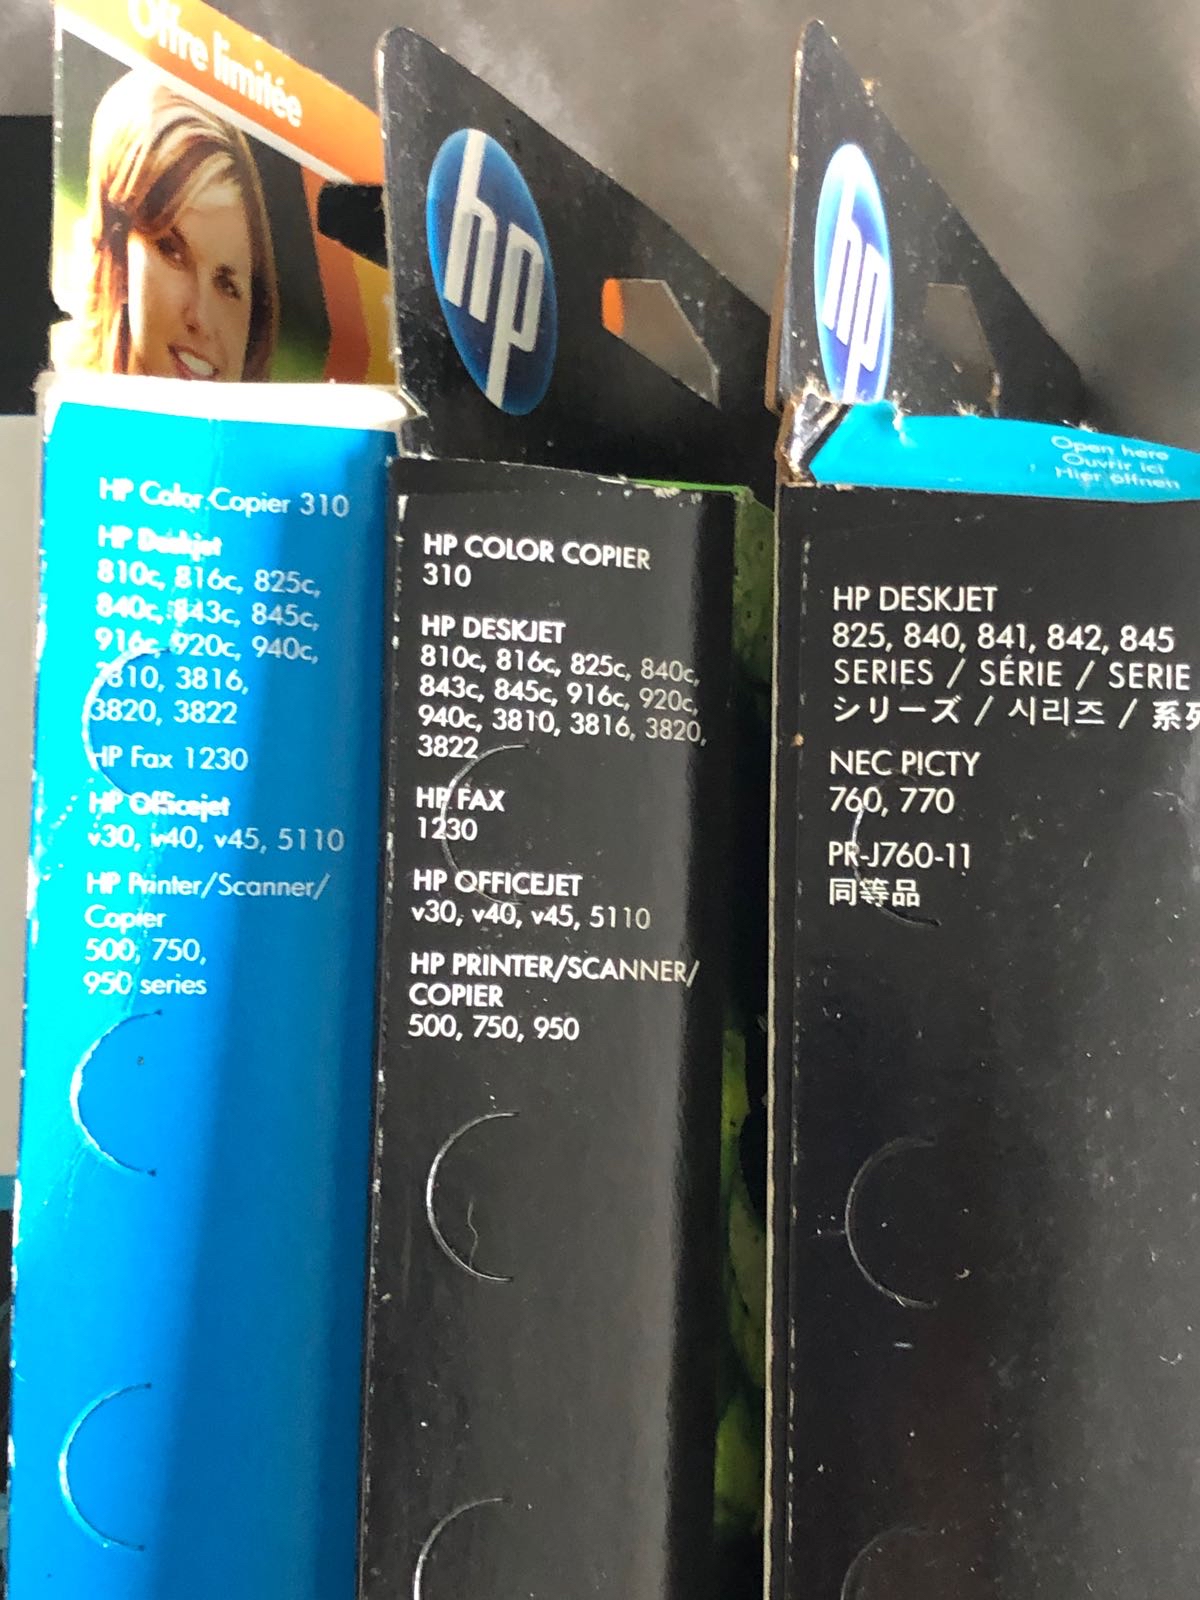 Offre limitée
HP Color Copier 310
HP Deskjet
810c, 816c, 825c,
840c, 843c, 845c,
916c, 920c, 940c,
3810, 3816,
3820, 3822
HP Fax 1230
HP Officejet
v30, v40, v45, 5110
HP Printer/Scanner/
Copier
500, 750,
950 series
hp
HP COLOR COPIER
310
HP DESKJET
810c, 816c, 825c, 840c,
843c, 845c, 916c, 920c,
940c, 3810, 3816, 3820,
3822
HP FAX
1230
HP OFFICEJET
v30, v40, v45, 5110
HP PRINTER/SCANNER/
COPIER
500, 750, 950
hp
Open here
Ouvrir ici
Hier öffnen
HP DESKJET
825, 840, 841, 842, 845
SERIES / SÉRIE / SERIE
シリーズ / 시리즈 / 系列
NEC PICTY
760, 770
PR-J760-11
同等品